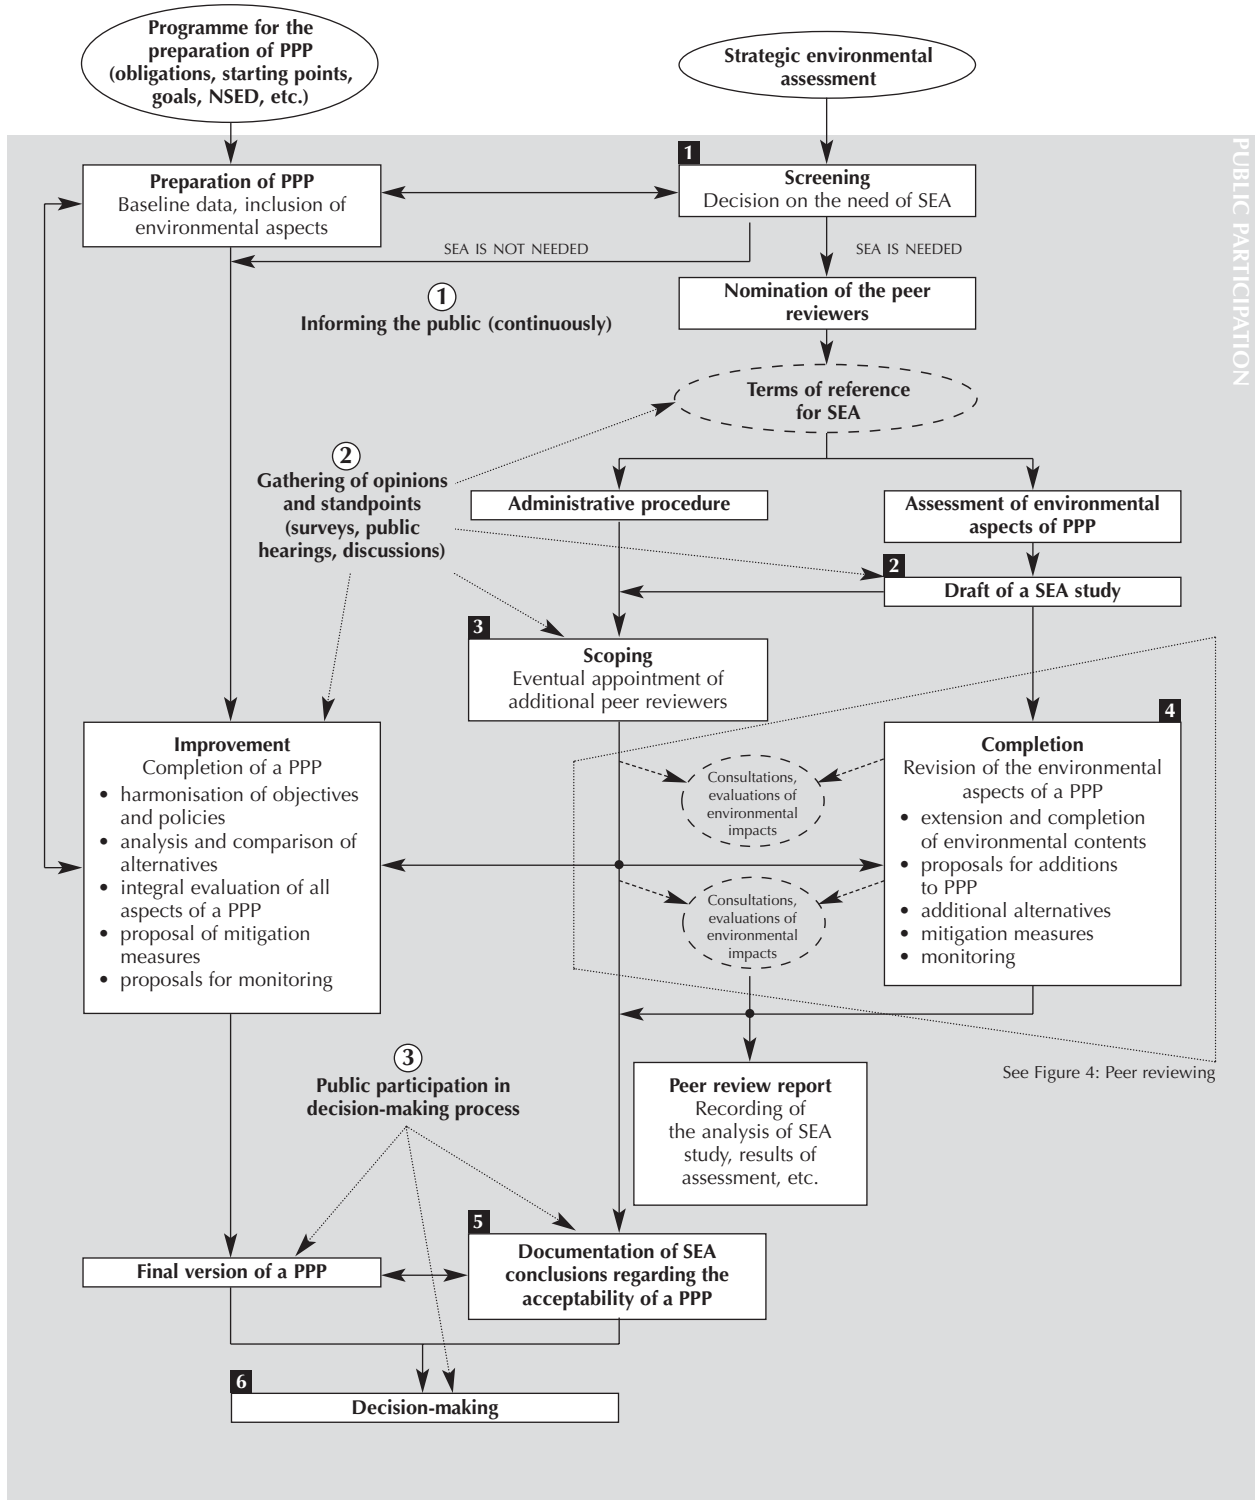 Programme for the
preparation of PPP
(obligations, starting points,
goals, NSED, etc.)
Strategic environmental
assessment
PUBLIC PARTICIPATION
Preparation of PPP
Baseline data, inclusion of
environmental aspects
1
Screening
Decision on the need of SEA
SEA IS NOT NEEDED
SEA IS NEEDED
1
Informing the public (continuously)
Nomination of the peer
reviewers
Terms of reference
for SEA
2
Gathering of opinions
and standpoints
(surveys, public
hearings, discussions)
Administrative procedure
Assessment of environmental
aspects of PPP
2
Draft of a SEA study
3
Scoping
Eventual appointment of
additional peer reviewers
Improvement
Completion of a PPP
• harmonisation of objectives
and policies
• analysis and comparison of
alternatives
• integral evaluation of all
aspects of a PPP
• proposal of mitigation
measures
• proposals for monitoring
Consultations,
evaluations of
environmental
impacts
Consultations,
evaluations of
environmental
impacts
4
Completion
Revision of the environmental
aspects of a PPP
• extension and completion
of environmental contents
• proposals for additions
to PPP
• additional alternatives
• mitigation measures
• monitoring
See Figure 4: Peer reviewing
3
Public participation in
decision-making process
Peer review report
Recording of
the analysis of SEA
study, results of
assessment, etc.
Final version of a PPP
5
Documentation of SEA
conclusions regarding the
acceptability of a PPP
6
Decision-making